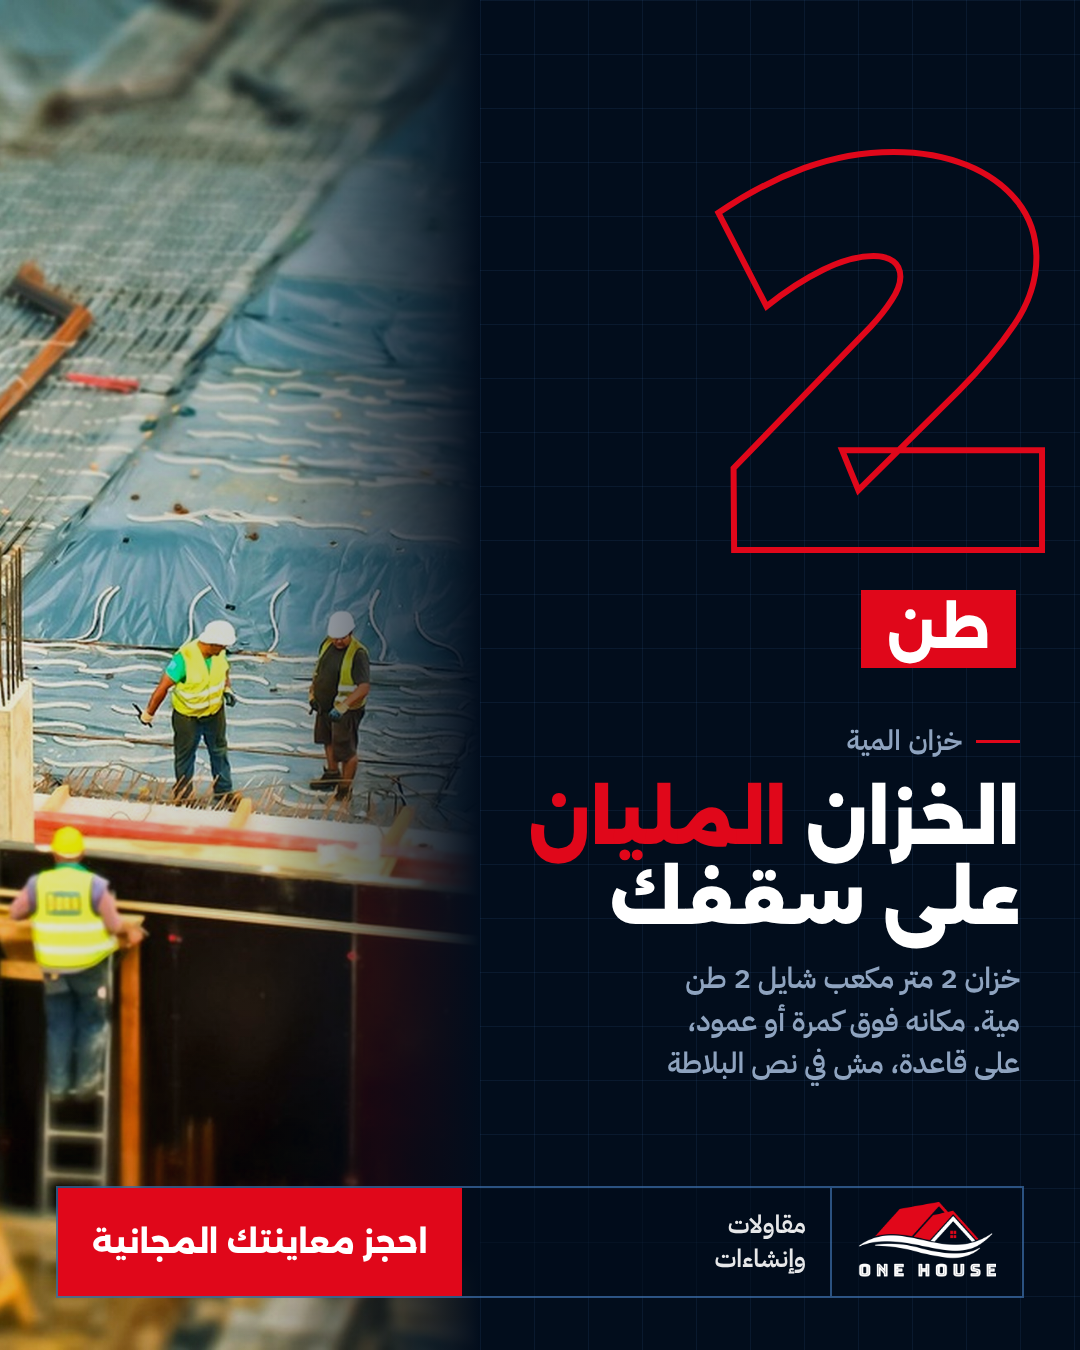 2
طن
خزان المية
الخزان المليان
على سقفك
خزان 2 متر مكعب شايل 2 طن
مية. مكانه فوق كمرة أو عمود،
على قاعدة، مش في نص البلاطة
ONE HOUSE
مقاولات
وإنشاءات
احجز معاينتك المجانية